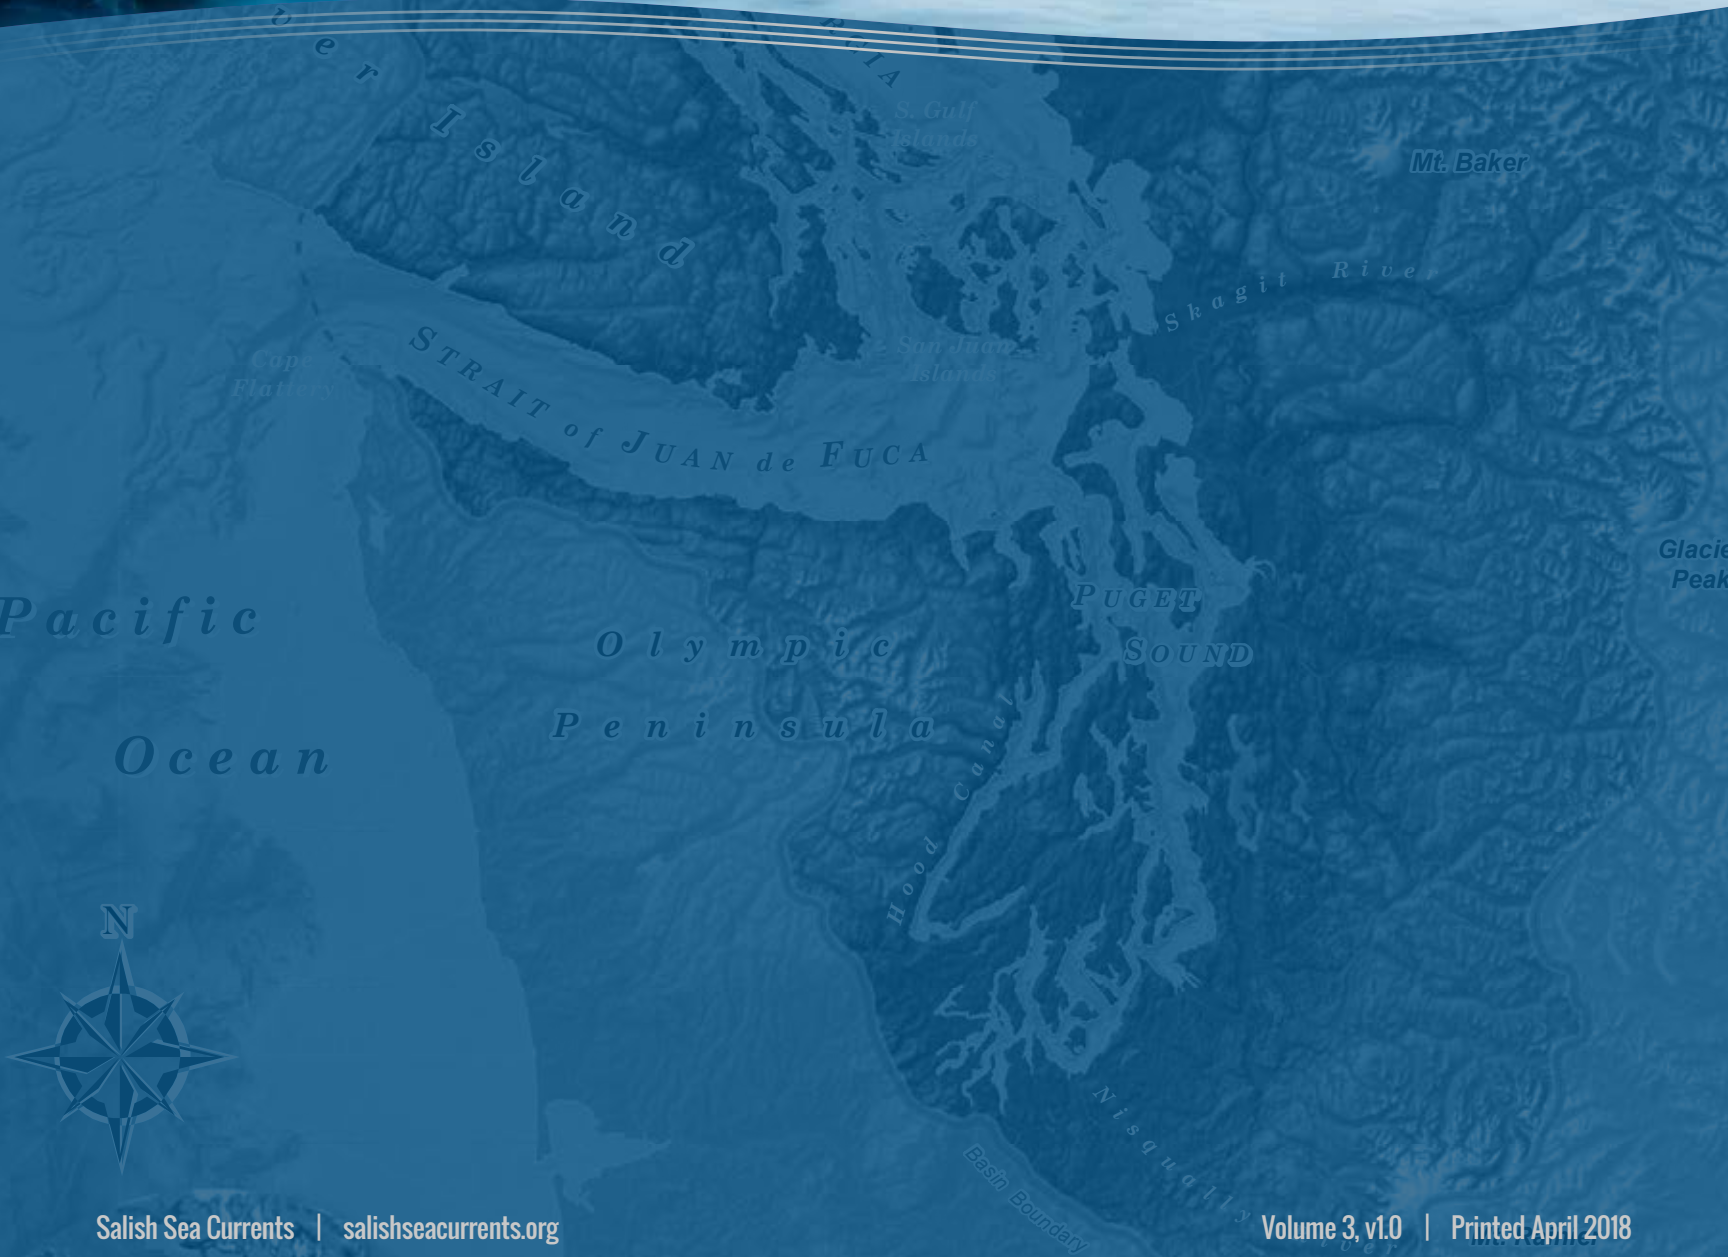 ver
Island
S. Gulf
Islands
Mt. Baker
Skagit River
San Juan
Islands
Cape
Flattery
STRAIT of JUAN de FUCA
Glacie
Peak
PUGET
SOUND
Pacific
Ocean
Olympic
Peninsula
Hood Canal
N
Nisqually
Basin Boundary
Salish Sea Currents | salishseacurrents.org
Volume 3, v1.0 | Printed April 2018